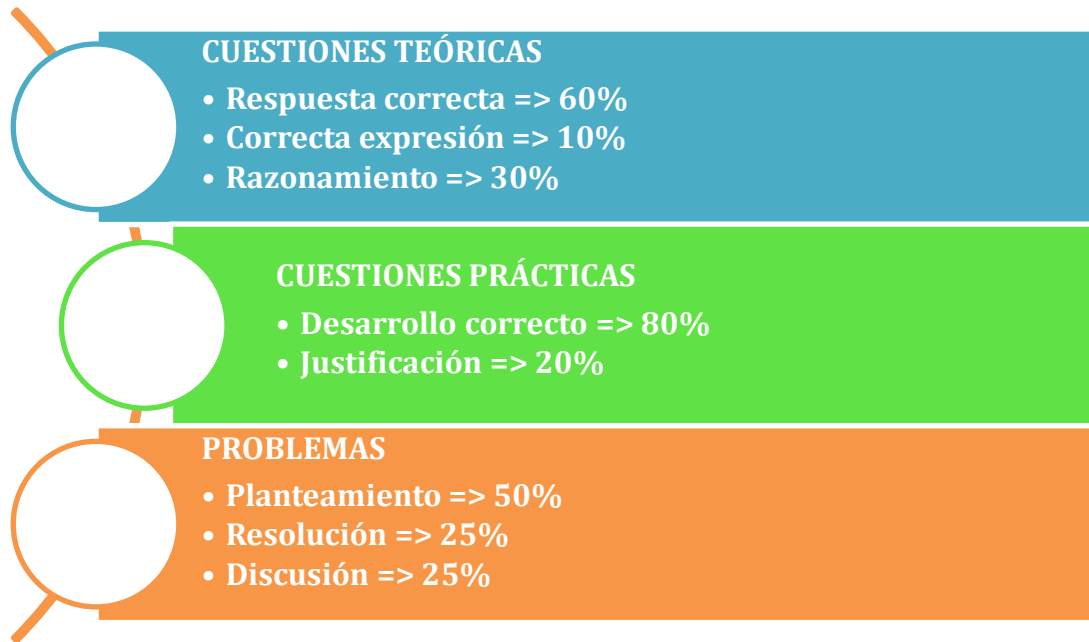 CUESTIONES TEÓRICAS
• Respuesta correcta => 60%
• Correcta expresión => 10%
• Razonamiento => 30%
CUESTIONES PRÁCTICAS
• Desarrollo correcto => 80%
• Justificación => 20%
PROBLEMAS
• Planteamiento => 50%
• Resolución => 25%
• Discusión => 25%